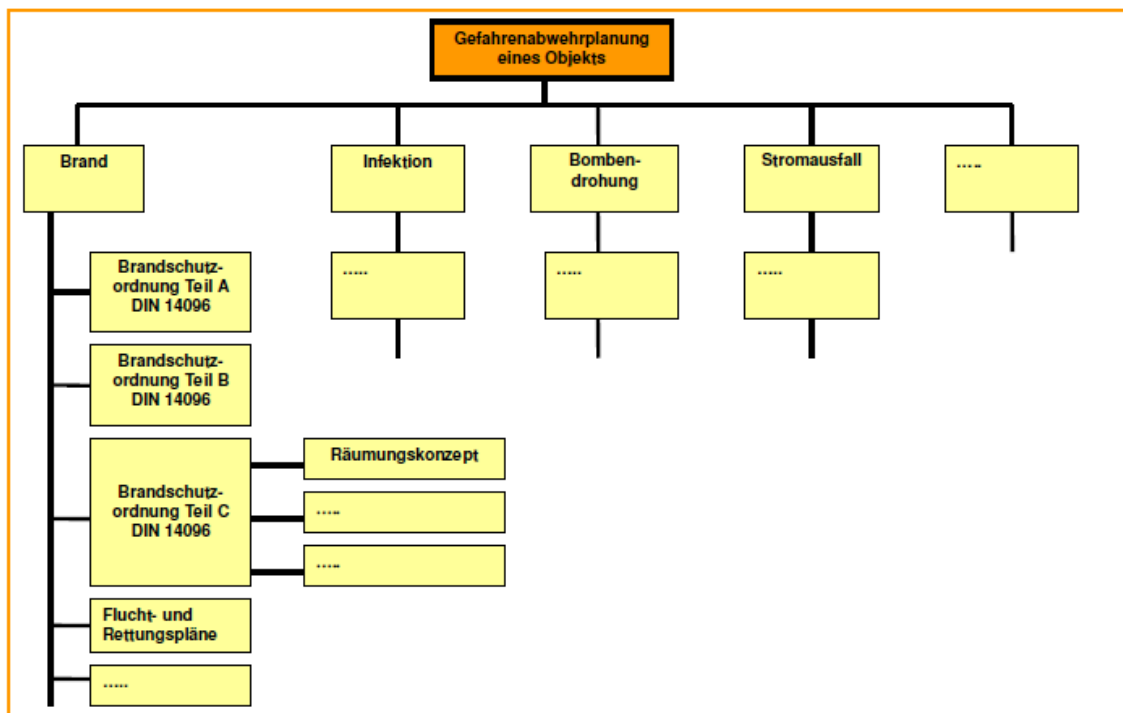 Gefahrenabwehrplanung
eines Objekts
Brand
Infektion
Bomben-
drohung
Stromausfall
.....
Brandschutz-
ordnung Teil A
DIN 14096
.....
.....
.....
Brandschutz-
ordnung Teil B
DIN 14096
Brandschutz-
ordnung Teil C
DIN 14096
Räumungskonzept
.....
.....
Flucht- und
Rettungspläne
.....